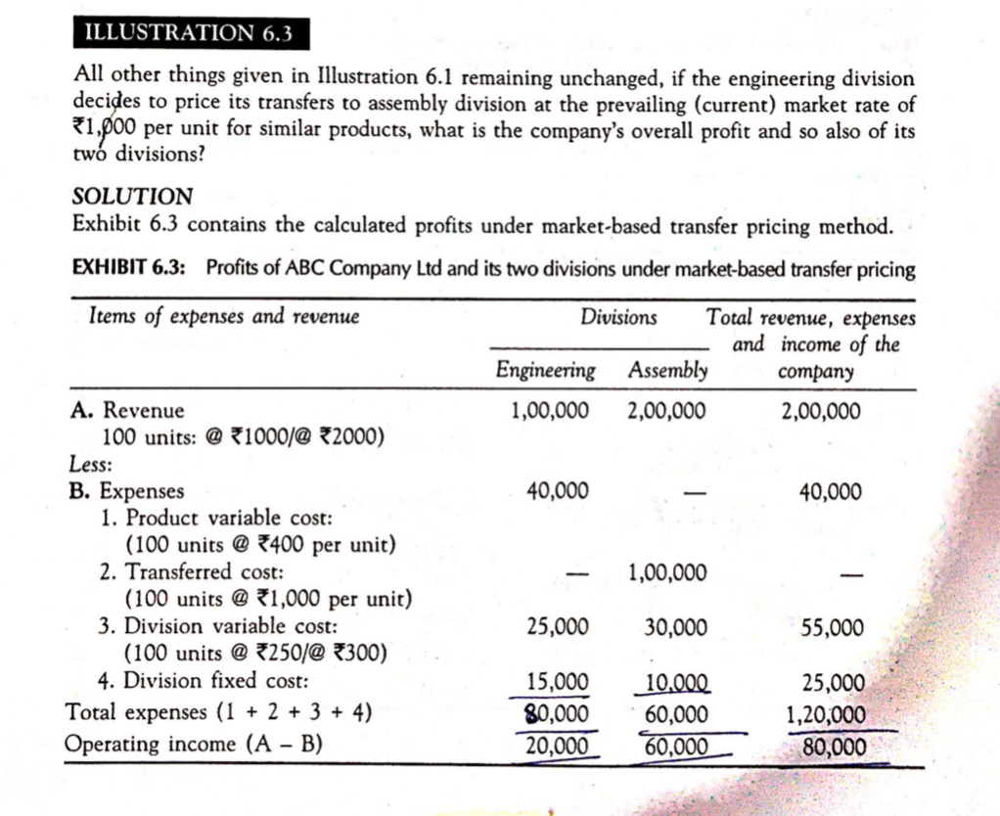 ILLUSTRATION 6.3
All other things given in Illustration 6.1 remaining unchanged, if the engineering division
decides to price its transfers to assembly division at the prevailing (current) market rate of
₹1,000 per unit for similar products, what is the company's overall profit and so also of its
two divisions?
SOLUTION
Exhibit 6.3 contains the calculated profits under market-based transfer pricing method.
EXHIBIT 6.3: Profits of ABC Company Ltd and its two divisions under market-based transfer pricing
Items of expenses and revenue Divisions Total revenue, expenses
and income of the
Engineering Assembly company
A. Revenue 1,00,000 2,00,000 2,00,000
100 units: @ ₹1000/@ ₹2000)
Less:
B. Expenses 40,000 — 40,000
1. Product variable cost:
(100 units @ ₹400 per unit)
2. Transferred cost: — 1,00,000 —
(100 units @ ₹1,000 per unit)
3. Division variable cost: 25,000 30,000 55,000
(100 units @ ₹250/@ ₹300)
4. Division fixed cost: 15,000 10,000 25,000
Total expenses (1 + 2 + 3 + 4) 80,000 60,000 1,20,000
Operating income (A – B) 20,000 60,000 80,000